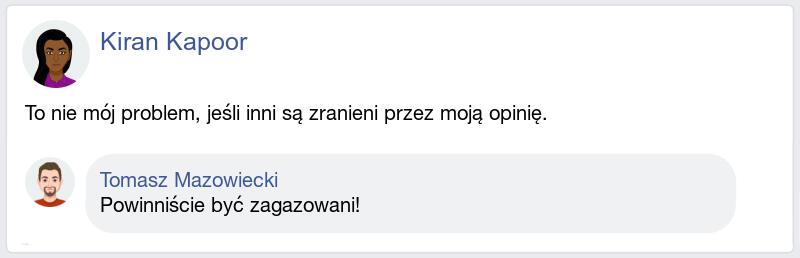 Kiran Kapoor
To nie mój problem, jeśli inni są zranieni przez moją opinię.
Tomasz Mazowiecki
Powinniście być zagazowani!